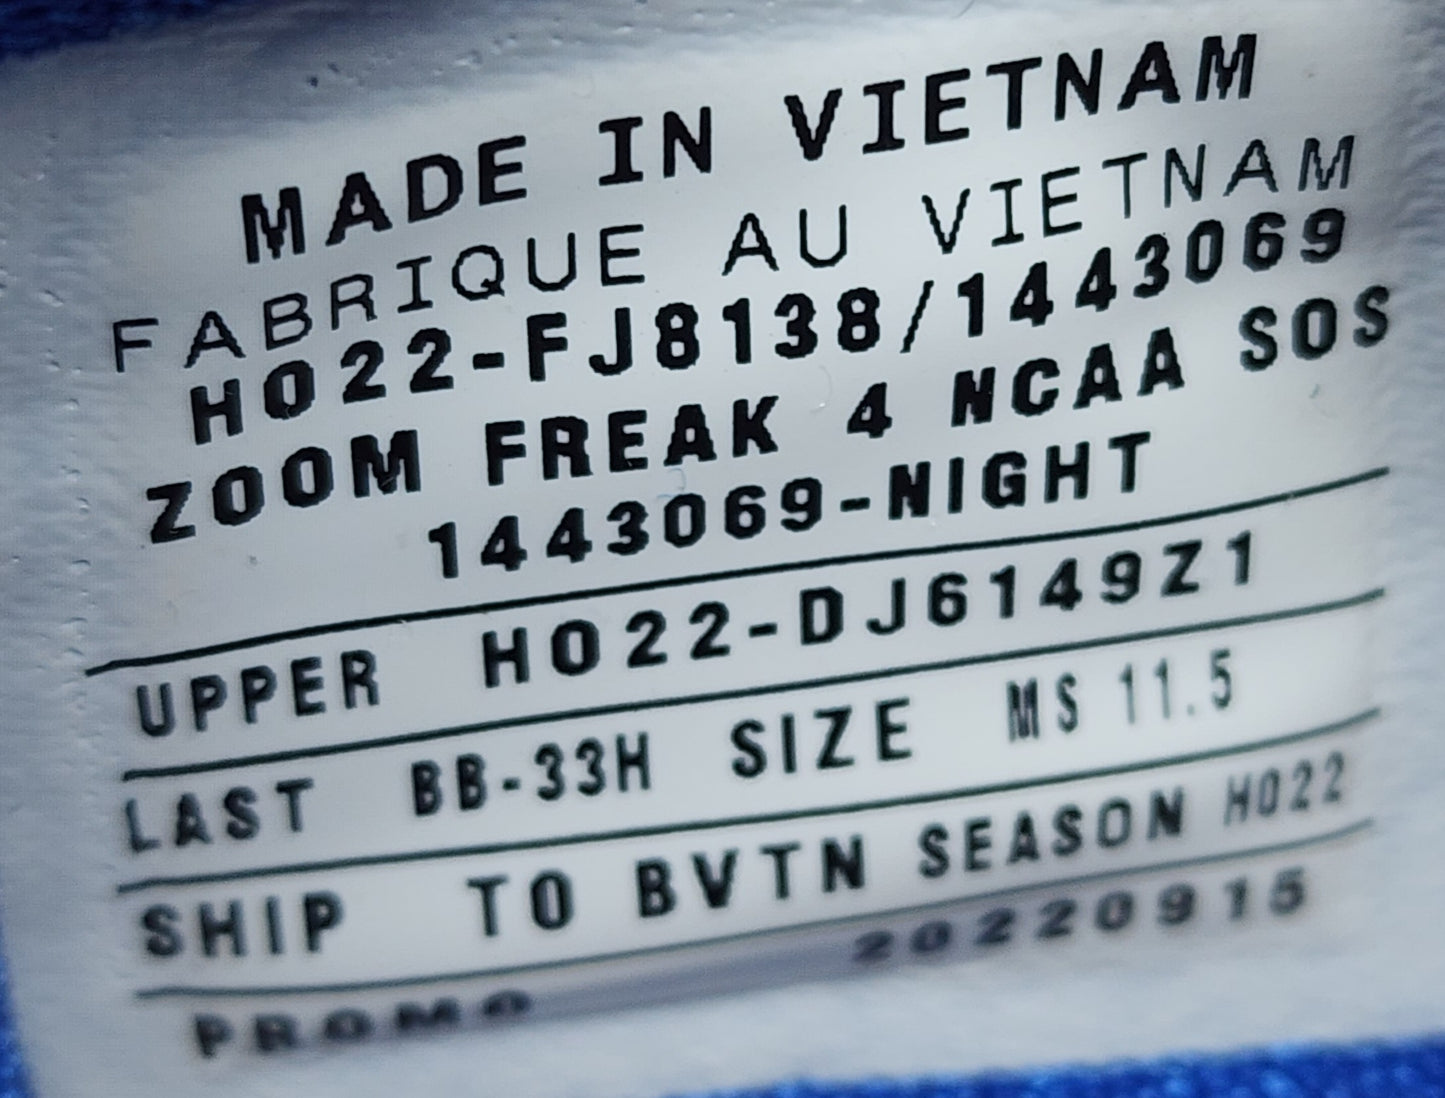 MADE IN VIETNAM
FABRIQUE AU VIETNAM
HO22-FJ8138/1443069
ZOOM FREAK 4 NCAA SOS
1443069-NIGHT
UPPER HO22-DJ6149Z1
LAST BB-33H SIZE MS 11.5
SHIP TO BVTN SEASON HO22
PROMO 20220915